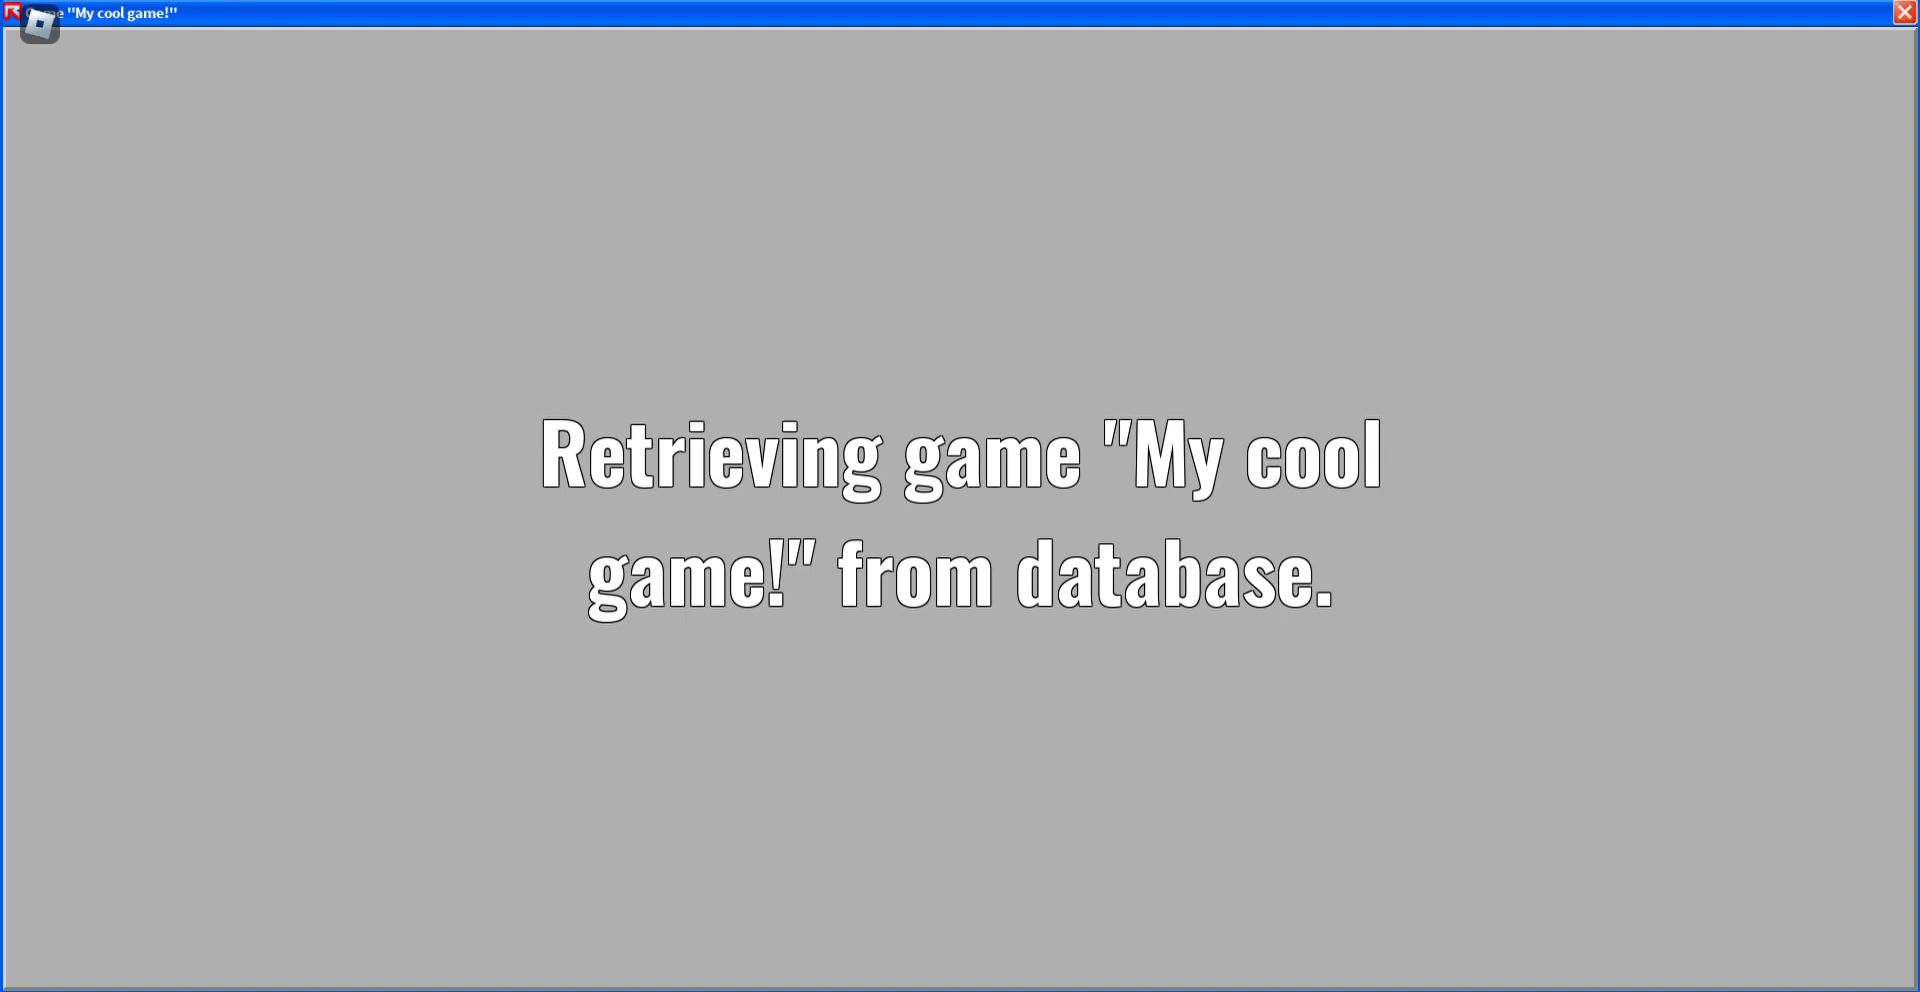 "My cool game!"
Retrieving game "My cool
game!" from database.